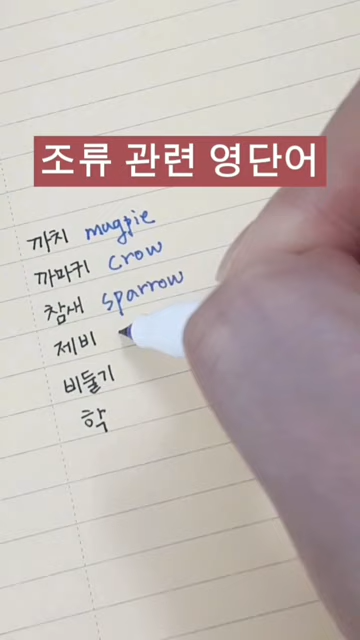 조류 관련 영단어
까치 magpie
까마귀 crow
참새 sparrow
제비
비둘기
학